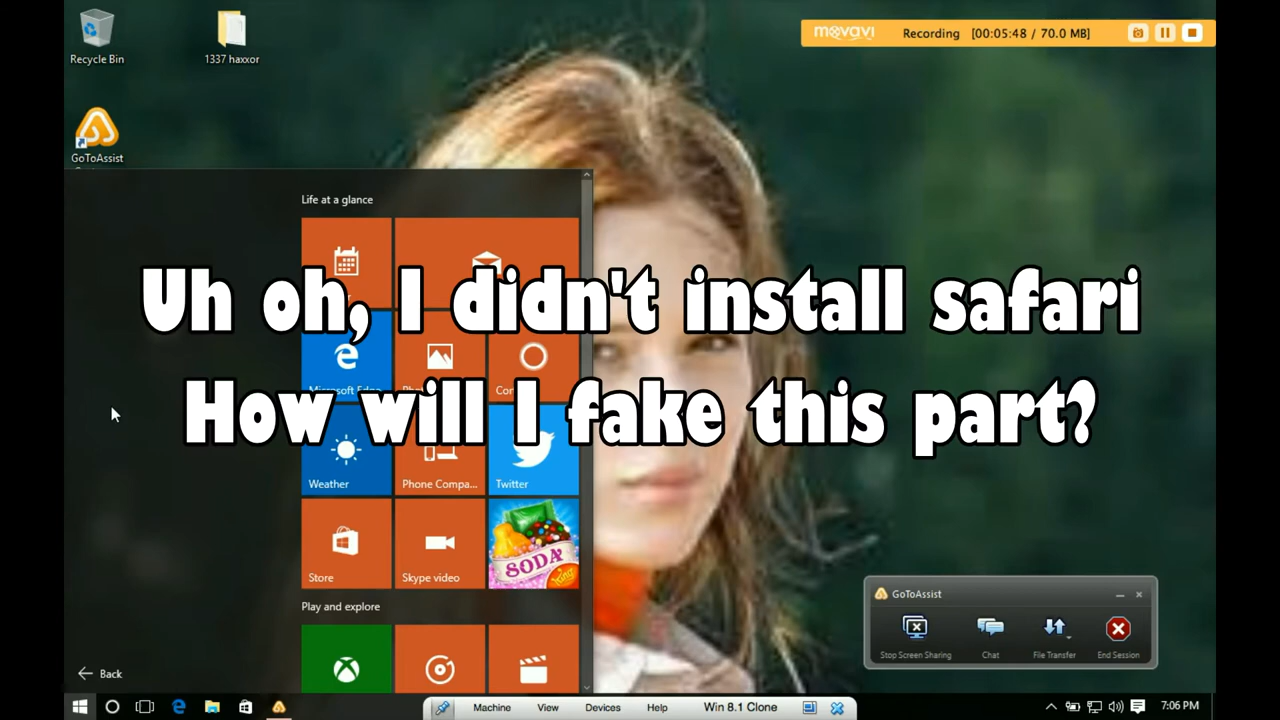 Recycle Bin
1337 haxxor
movavi
Recording [00:05:48 / 70.0 MB]
GoToAssist
Life at a glance
Uh oh, I didn't install safari
How will I fake this part?
Microsoft Edge
Weather
Phone Compa...
Twitter
Store
Skype video
SODA
King
Play and explore
GoToAssist
Stop Screen Sharing
Chat
File Transfer
End Session
Back
Machine
View
Devices
Help
Win 8.1 Clone
7:06 PM